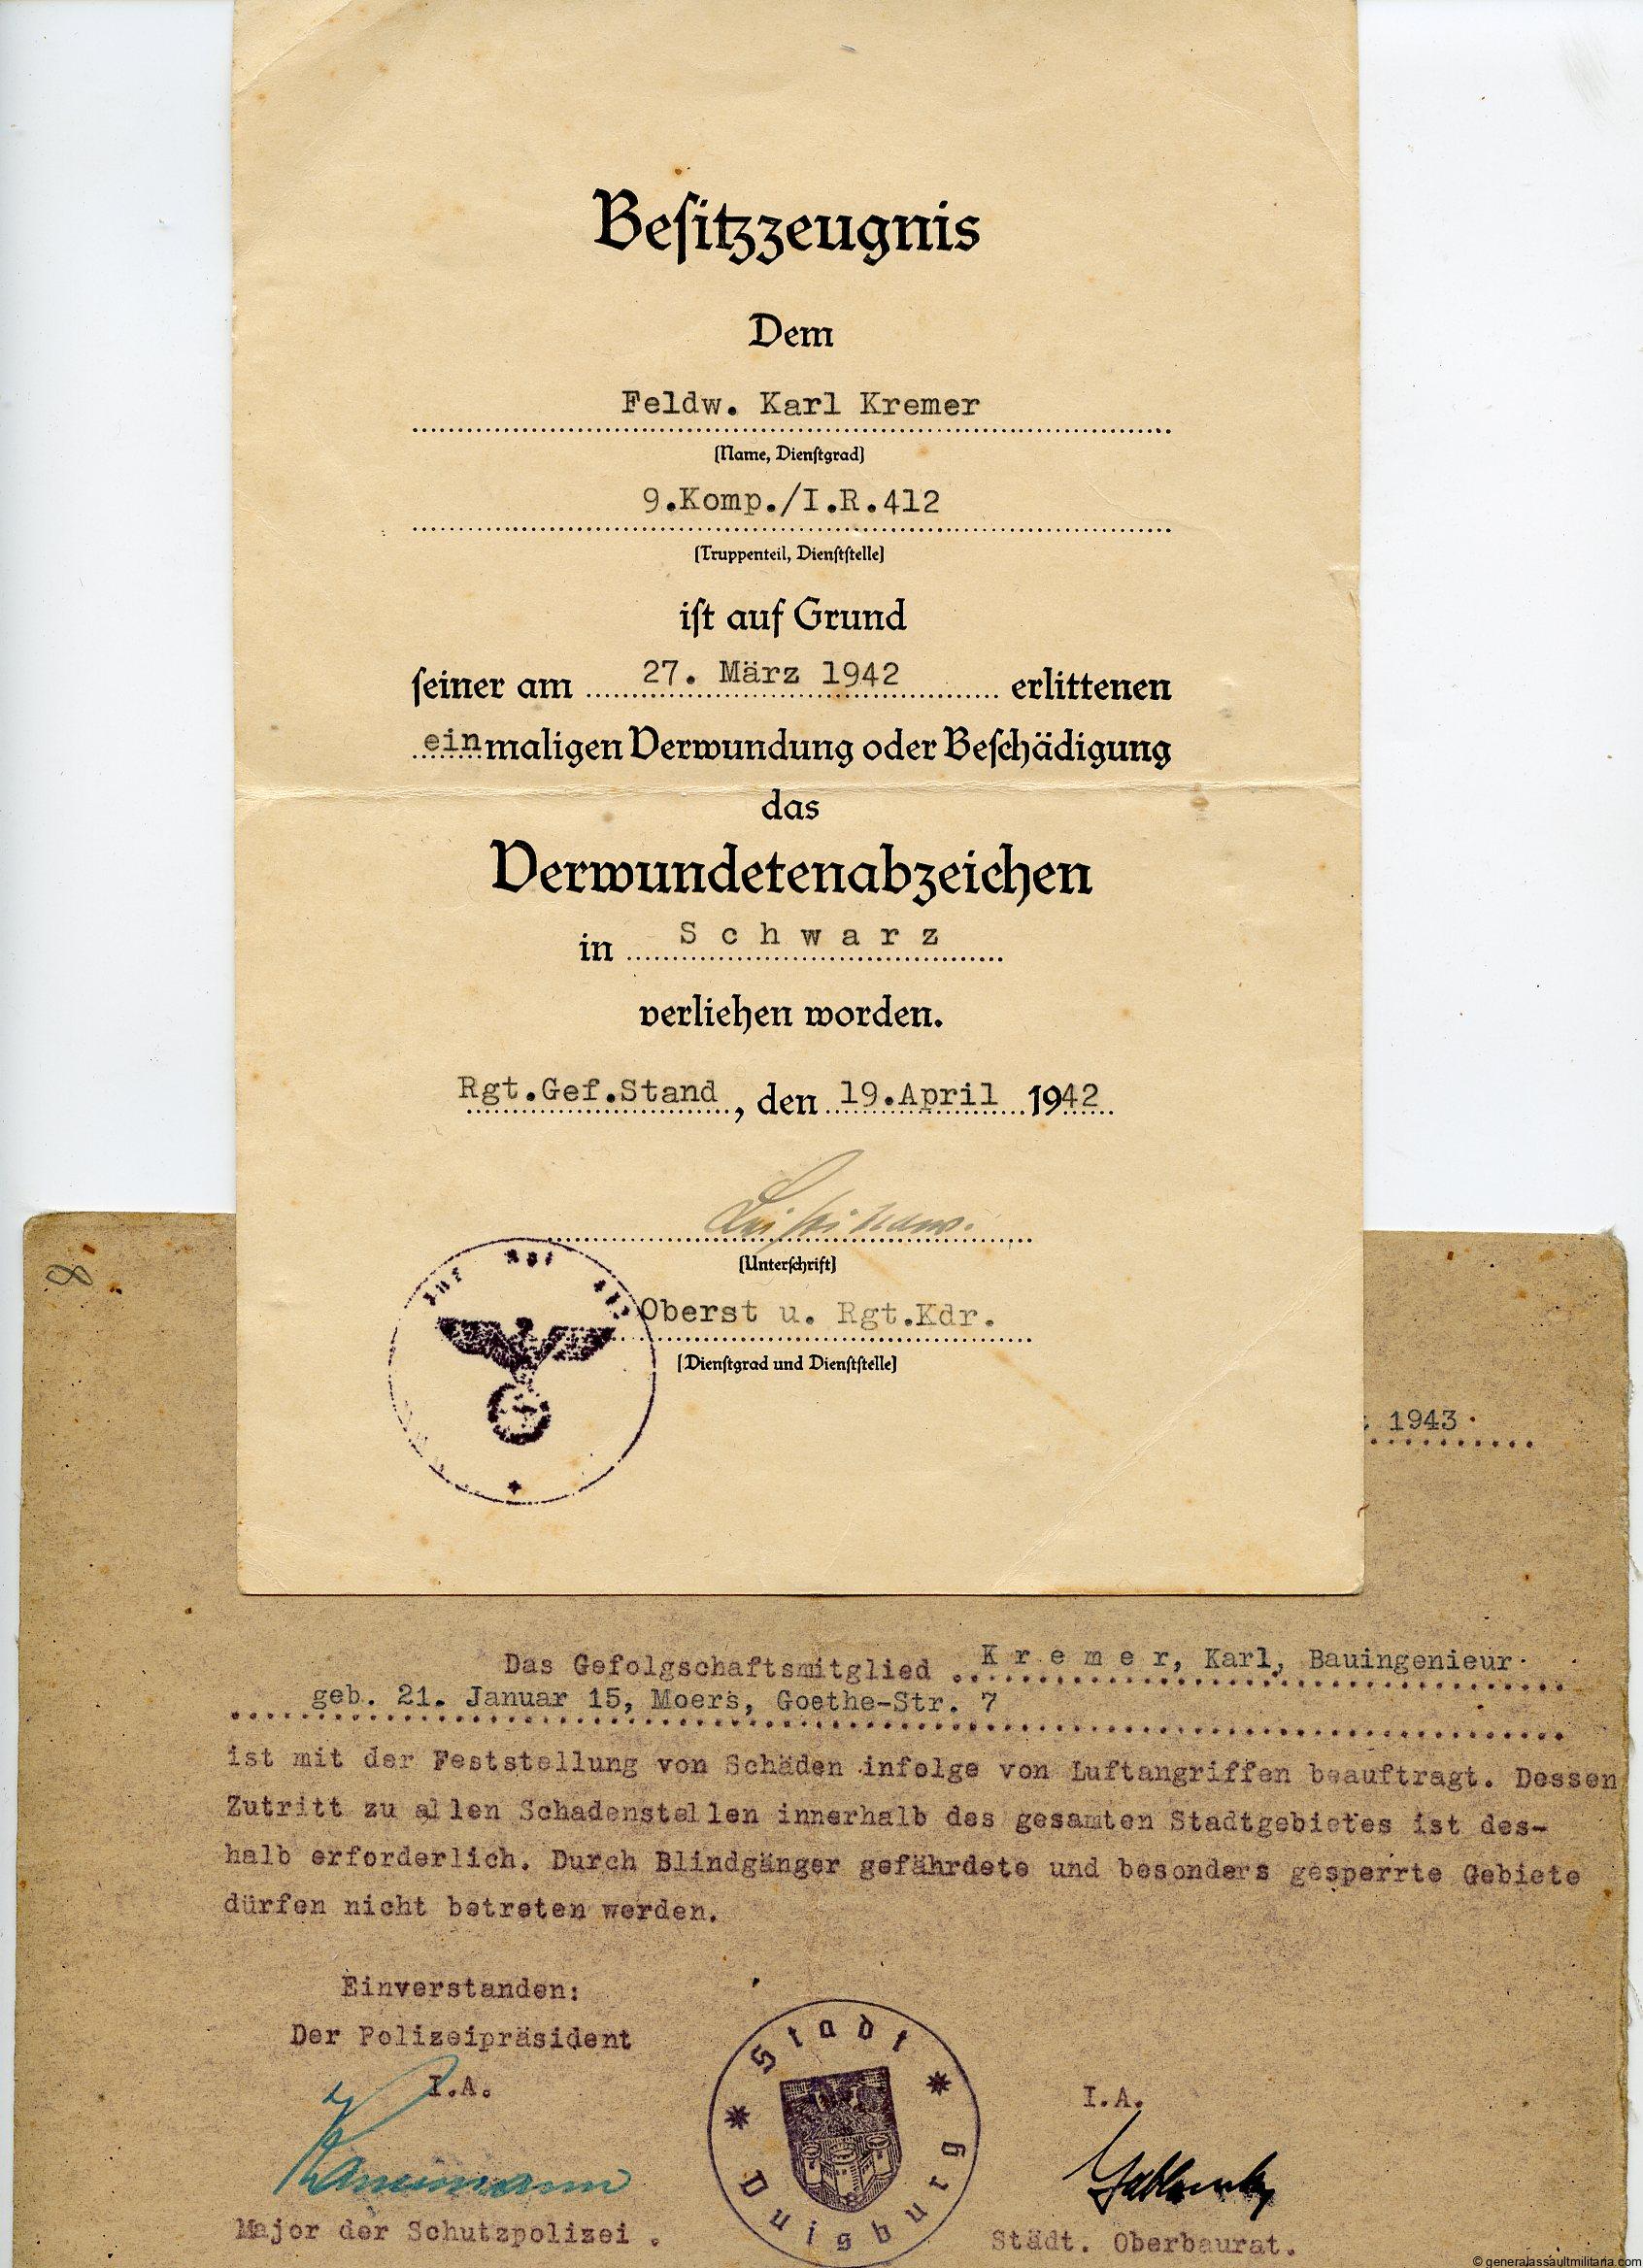 Besitzzeugnis
Dem
Feldw. Karl Kremer
(Name, Dienstgrad)
9.Komp./I.R.412
(Truppenteil, Dienststelle)
ist auf Grund
seiner am 27. März 1942 erlittenen
einmaligen Verwundung oder Beschädigung
das
Verwundetenabzeichen
in Schwarz
verliehen worden.
Rgt.Gef.Stand, den 19.April 1942
(Unterschrift)
Oberst u. Rgt.Kdr.
(Dienstgrad und Dienststelle)
8
1943
Das Gefolgschaftsmitglied Kremer, Karl, Bauingenieur
geb. 21. Januar 15, Moers, Goethe-Str. 7
ist mit der Feststellung von Schäden infolge von Luftangriffen beauftragt. Dessen
Zutritt zu allen Schadenstellen innerhalb des gesamten Stadtgebietes ist des-
halb erforderlich. Durch Blindgänger gefährdete und besonders gesperrte Gebiete
dürfen nicht betreten werden.
Einverstanden:
Der Polizeipräsident
I.A.
I.A.
Stadt Duisburg
Major der Schutzpolizei.
Städt. Oberbaurat.
© generalassaultmilitaria.com